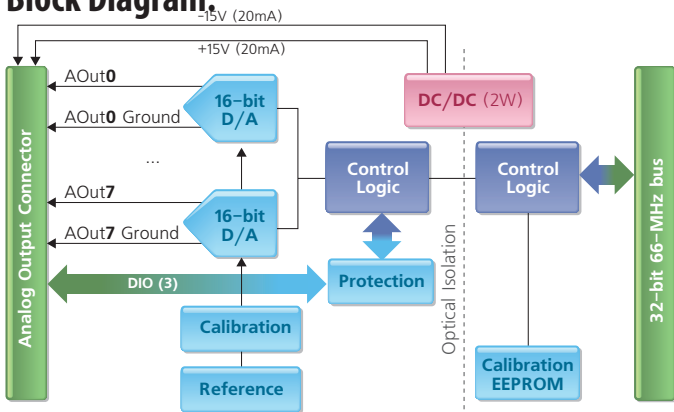 Block Diagram:
–15V (20mA)
+15V (20mA)
AOut0
AOut0 Ground
...
AOut7
AOut7 Ground
16–bit
D/A
16–bit
D/A
DC/DC (2W)
Control
Logic
Control
Logic
DIO (3)
Protection
Calibration
Reference
Calibration
EEPROM
Optical Isolation
Analog Output Connector
32–bit 66–MHz bus